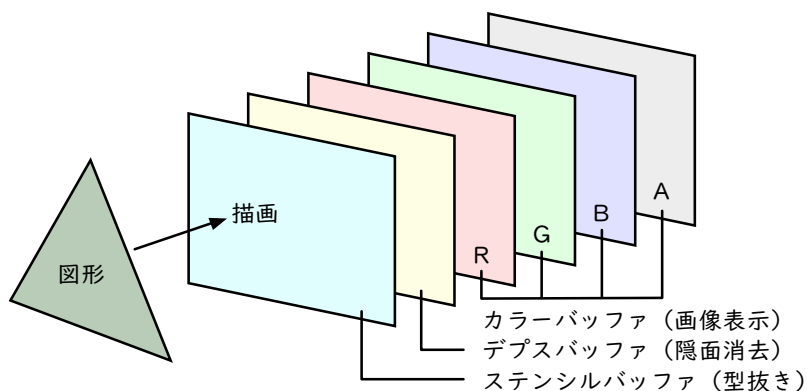 A
B
G
R
描画
図形
カラーバッファ（画像表示）
デプスバッファ（隠面消去）
ステンシルバッファ（型抜き）